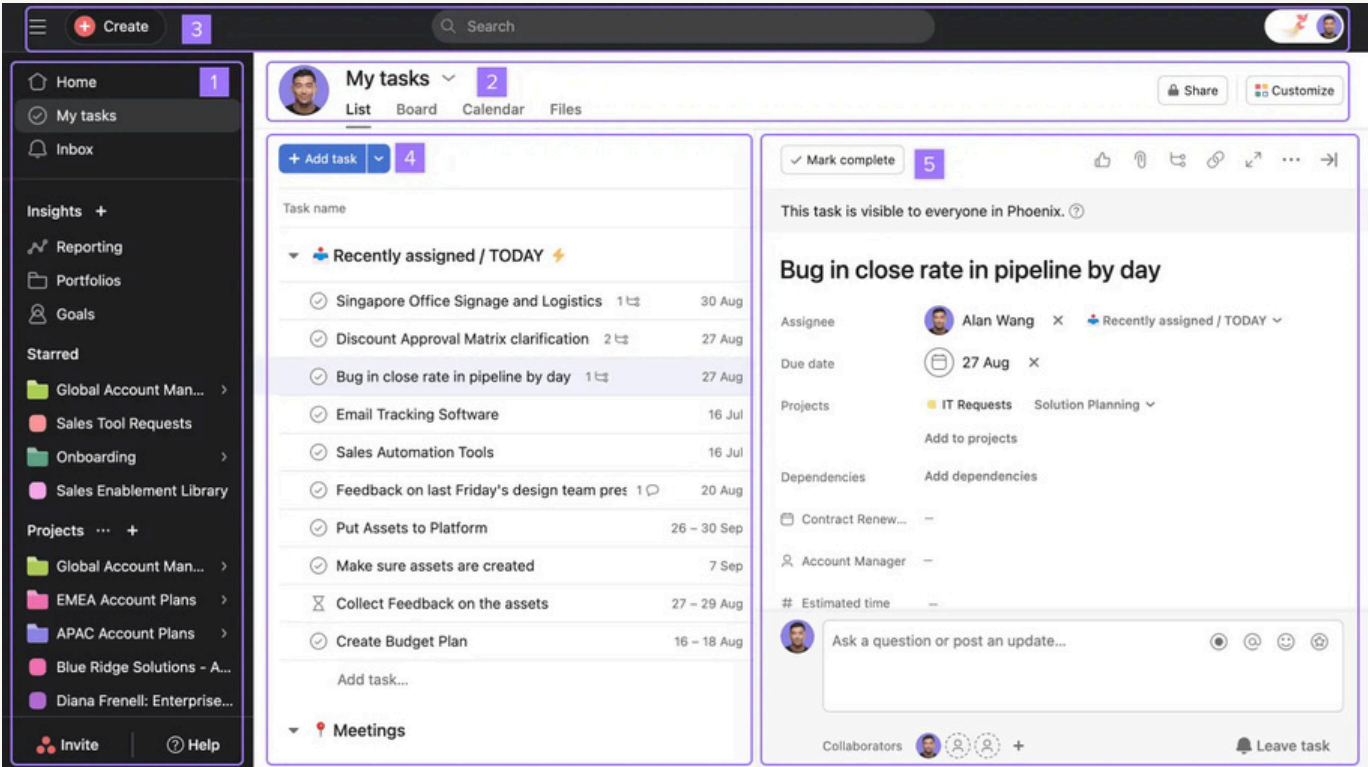 Create
3
Search
Home
1
My tasks
Inbox
Insights +
Reporting
Portfolios
Goals
Starred
Global Account Man...
Sales Tool Requests
Onboarding
Sales Enablement Library
Projects ... +
Global Account Man...
EMEA Account Plans
APAC Account Plans
Blue Ridge Solutions - A...
Diana Frenell: Enterprise...
Invite
Help
My tasks
2
List Board Calendar Files
Share
Customize
+ Add task
4
Task name
Recently assigned / TODAY
Singapore Office Signage and Logistics 1 30 Aug
Discount Approval Matrix clarification 2 27 Aug
Bug in close rate in pipeline by day 1 27 Aug
Email Tracking Software 16 Jul
Sales Automation Tools 16 Jul
Feedback on last Friday's design team pres 1 20 Aug
Put Assets to Platform 26 – 30 Sep
Make sure assets are created 7 Sep
Collect Feedback on the assets 27 – 29 Aug
Create Budget Plan 16 – 18 Aug
Add task...
Meetings
Mark complete
5
This task is visible to everyone in Phoenix.
Bug in close rate in pipeline by day
Assignee Alan Wang × Recently assigned / TODAY
Due date 27 Aug ×
Projects IT Requests Solution Planning
Add to projects
Dependencies Add dependencies
Contract Renew... –
Account Manager –
# Estimated time –
Ask a question or post an update...
Collaborators +
Leave task